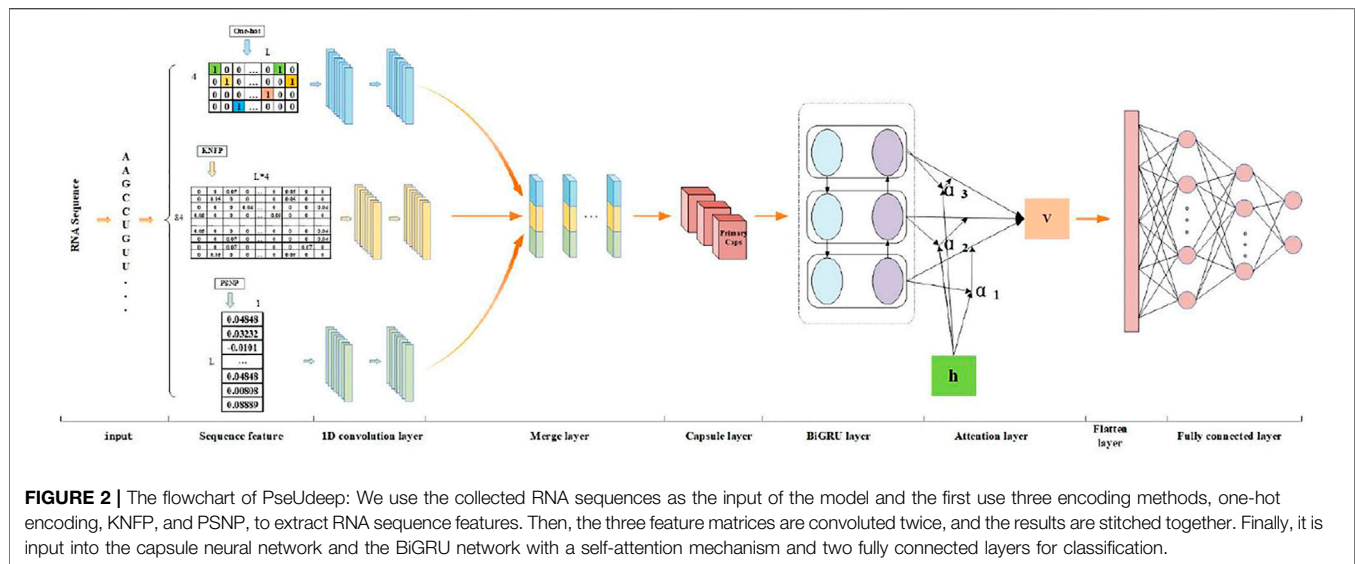 One-hot
L
4
1 0 0 ... 0 1 0
0 1 0 ... 0 0 1
0 0 0 ... 1 0 0
0 0 1 ... 0 0 0
KNFP
L*4
84
RNA Sequence
A
A
G
C
C
U
G
U
U
.
.
.
PSNP
1
L
0.04848
0.03232
-0.0101
...
0.04848
0.00808
0.08889
...
Primary
Caps
α 3
α 2
α 1
h
V
input
Sequence feature
1D convolution layer
Merge layer
Capsule layer
BiGRU layer
Attention layer
Flatten
layer
Fully connected layer
FIGURE 2 | The flowchart of PseUdeep: We use the collected RNA sequences as the input of the model and the first use three encoding methods, one-hot
encoding, KNFP, and PSNP, to extract RNA sequence features. Then, the three feature matrices are convoluted twice, and the results are stitched together. Finally, it is
input into the capsule neural network and the BiGRU network with a self-attention mechanism and two fully connected layers for classification.